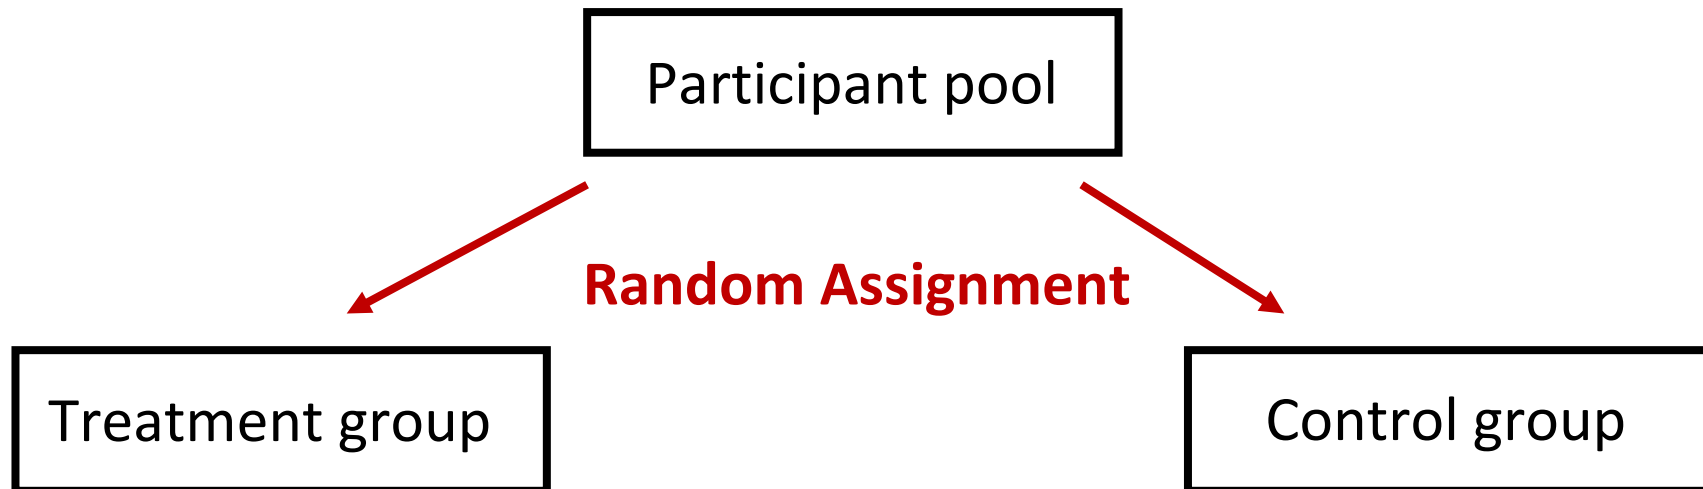 Participant pool
Random Assignment
Treatment group
Control group